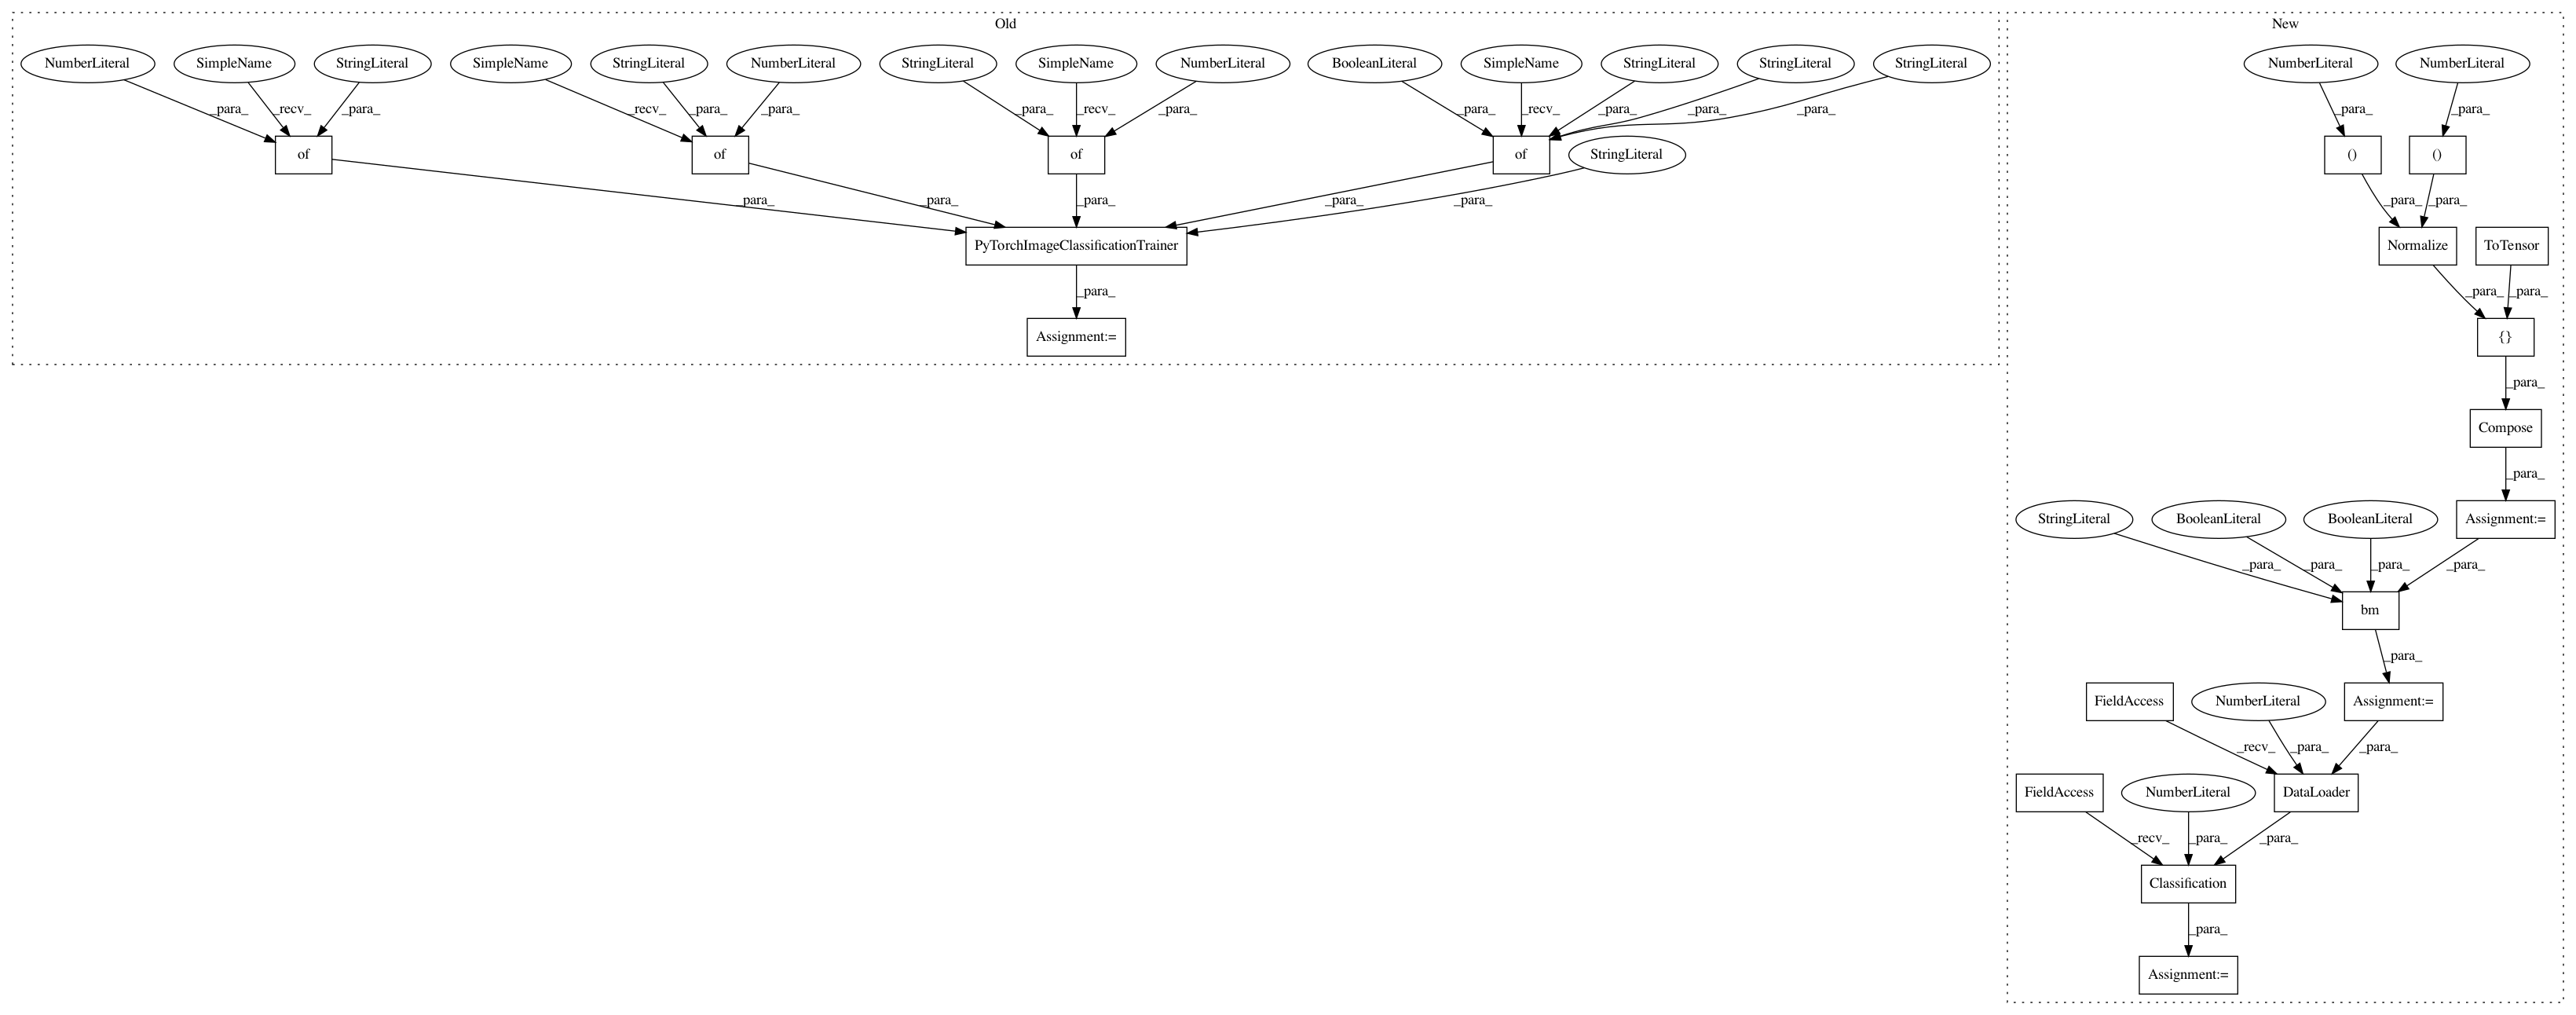 Old
New
NumberLiteral SimpleName StringLiteral SimpleName StringLiteral NumberLiteral StringLiteral SimpleName NumberLiteral BooleanLiteral SimpleName StringLiteral StringLiteral StringLiteral NumberLiteral NumberLiteral
_para_ _recv_ _para_ _recv_ _para_ _para_ _para_ _recv_ _para_ _para_ _recv_ _para_ _para_ _para_ _para_ _para_
of of of of StringLiteral () ()
_para_ _para_ _para_ _para_ _para_ _para_ _para_
PyTorchImageClassificationTrainer Normalize ToTensor
_para_ _para_ _para_
Assignment:= {}
_para_
Compose
_para_
StringLiteral BooleanLiteral BooleanLiteral Assignment:=
_para_ _para_ _para_ _para_
bm
_para_
FieldAccess NumberLiteral Assignment:=
_recv_ _para_ _para_
FieldAccess NumberLiteral DataLoader
_recv_ _para_ _para_
Classification
_para_
Assignment:=